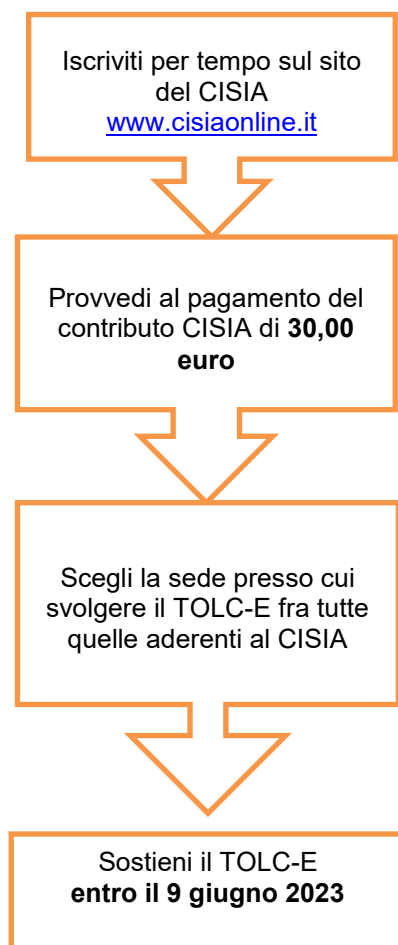 Iscriviti per tempo sul sito
del CISIA
www.cisiaonline.it
Provvedi al pagamento del
contributo CISIA di 30,00
euro
Scegli la sede presso cui
svolgere il TOLC-E fra tutte
quelle aderenti al CISIA
Sostieni il TOLC-E
entro il 9 giugno 2023